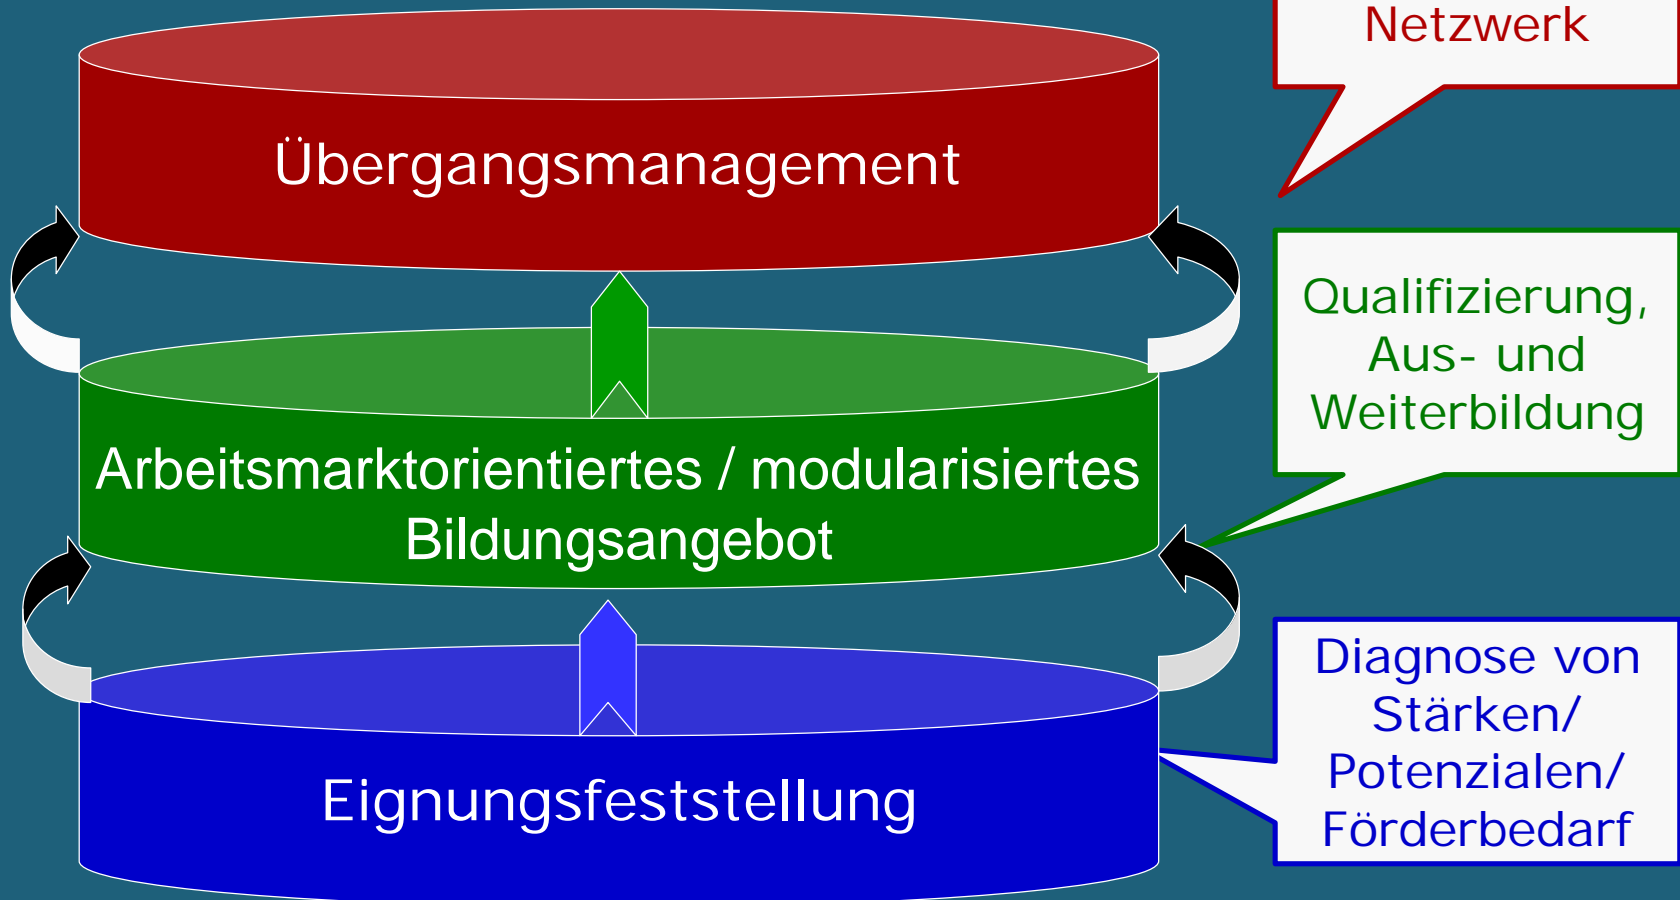 Netzwerk
Übergangsmanagement
Qualifizierung,
Aus- und
Weiterbildung
Arbeitsmarktorientiertes / modularisiertes
Bildungsangebot
Diagnose von
Stärken/
Potenzialen/
Förderbedarf
Eignungsfeststellung